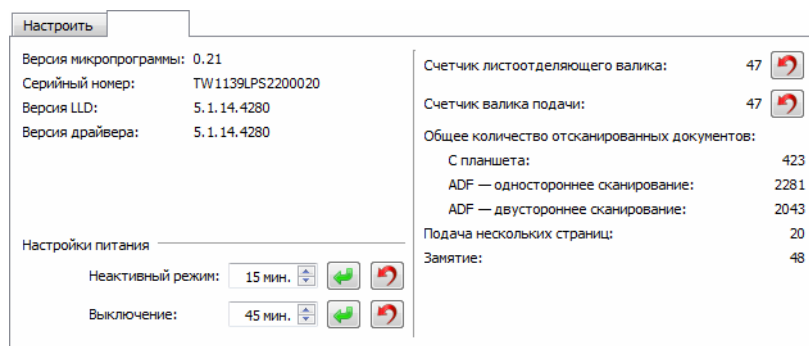 Настроить
Версия микропрограммы: 0.21
Серийный номер: TW1139LPS2200020
Версия LLD: 5.1.14.4280
Версия драйвера: 5.1.14.4280
Настройки питания
Неактивный режим: 15 мин.
Выключение: 45 мин.
Счетчик листоотделяющего валика: 47
Счетчик валика подачи: 47
Общее количество отсканированных документов:
С планшета: 423
ADF — одностороннее сканирование: 2281
ADF — двустороннее сканирование: 2043
Подача нескольких страниц: 20
Замятие: 48